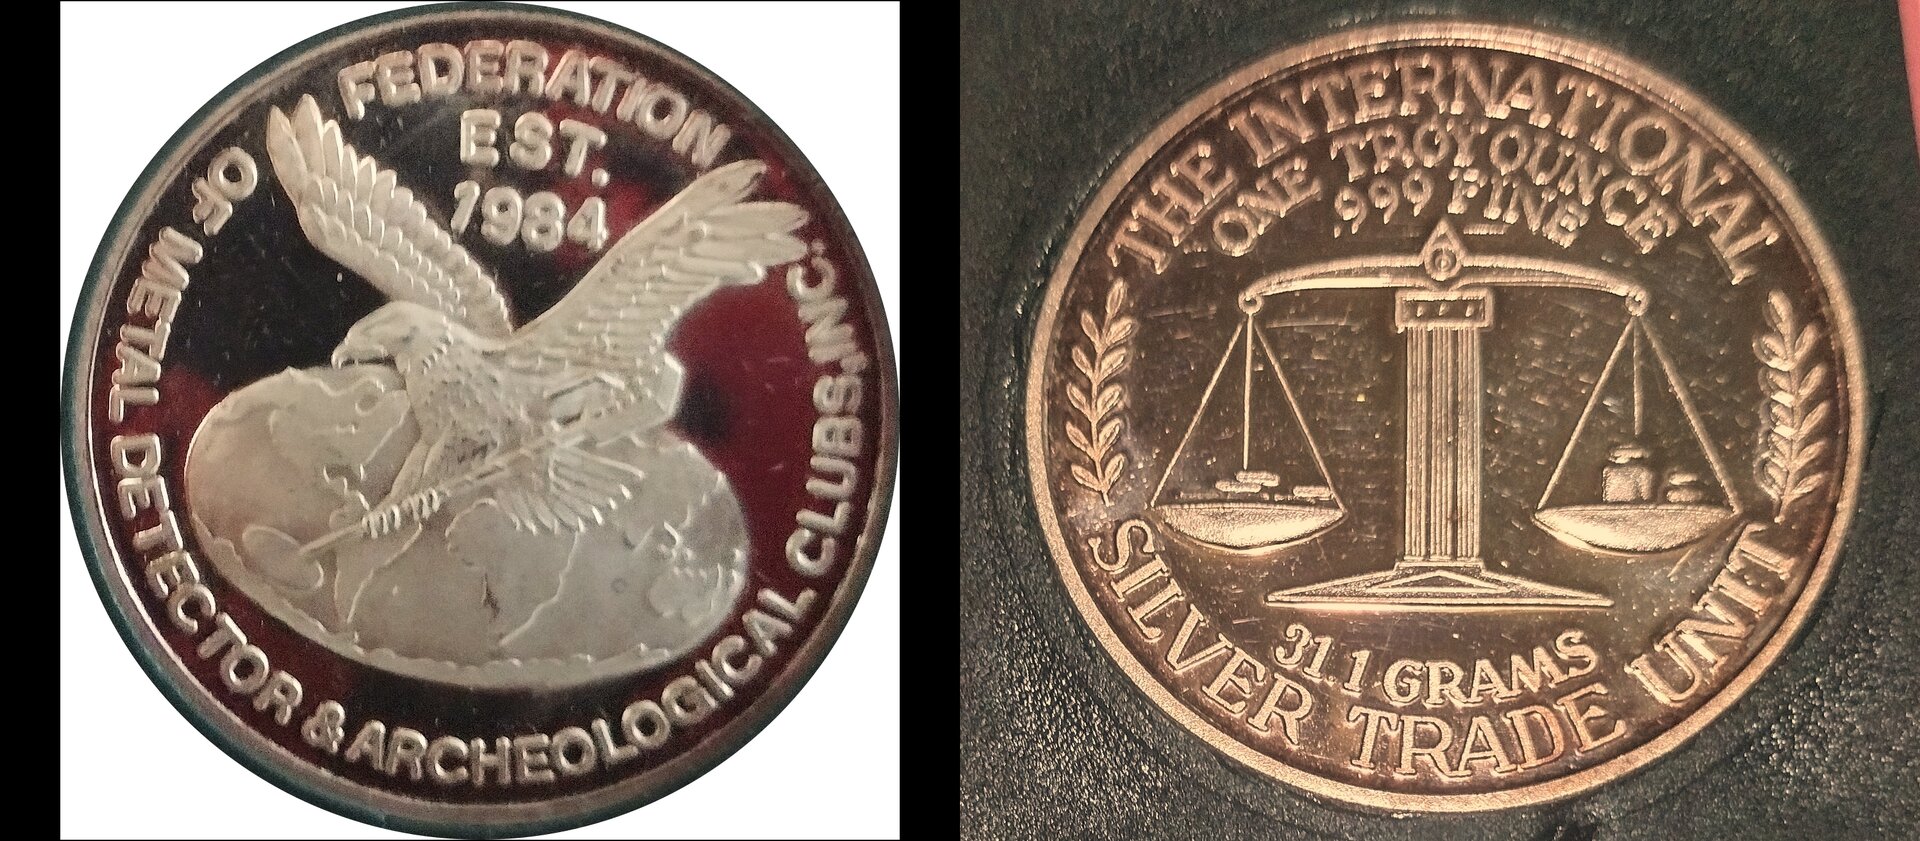 FEDERATION OF METAL DETECTOR & ARCHEOLOGICAL CLUBS, INC.
EST.
1984
THE INTERNATIONAL
ONE TROY OUNCE
.999 FINE
31.1 GRAMS
SILVER TRADE UNIT